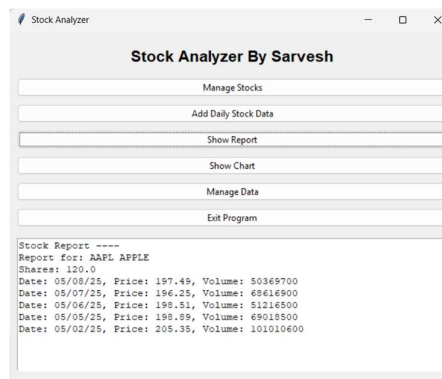 Stock Analyzer
Stock Analyzer By Sarvesh
Manage Stocks
Add Daily Stock Data
Show Report
Show Chart
Manage Data
Exit Program
Stock Report ----
Report for: AAPL APPLE
Shares: 120.0
Date: 05/08/25, Price: 197.49, Volume: 50369700
Date: 05/07/25, Price: 196.25, Volume: 68616900
Date: 05/06/25, Price: 198.51, Volume: 51216500
Date: 05/05/25, Price: 198.89, Volume: 69018500
Date: 05/02/25, Price: 205.35, Volume: 101010600